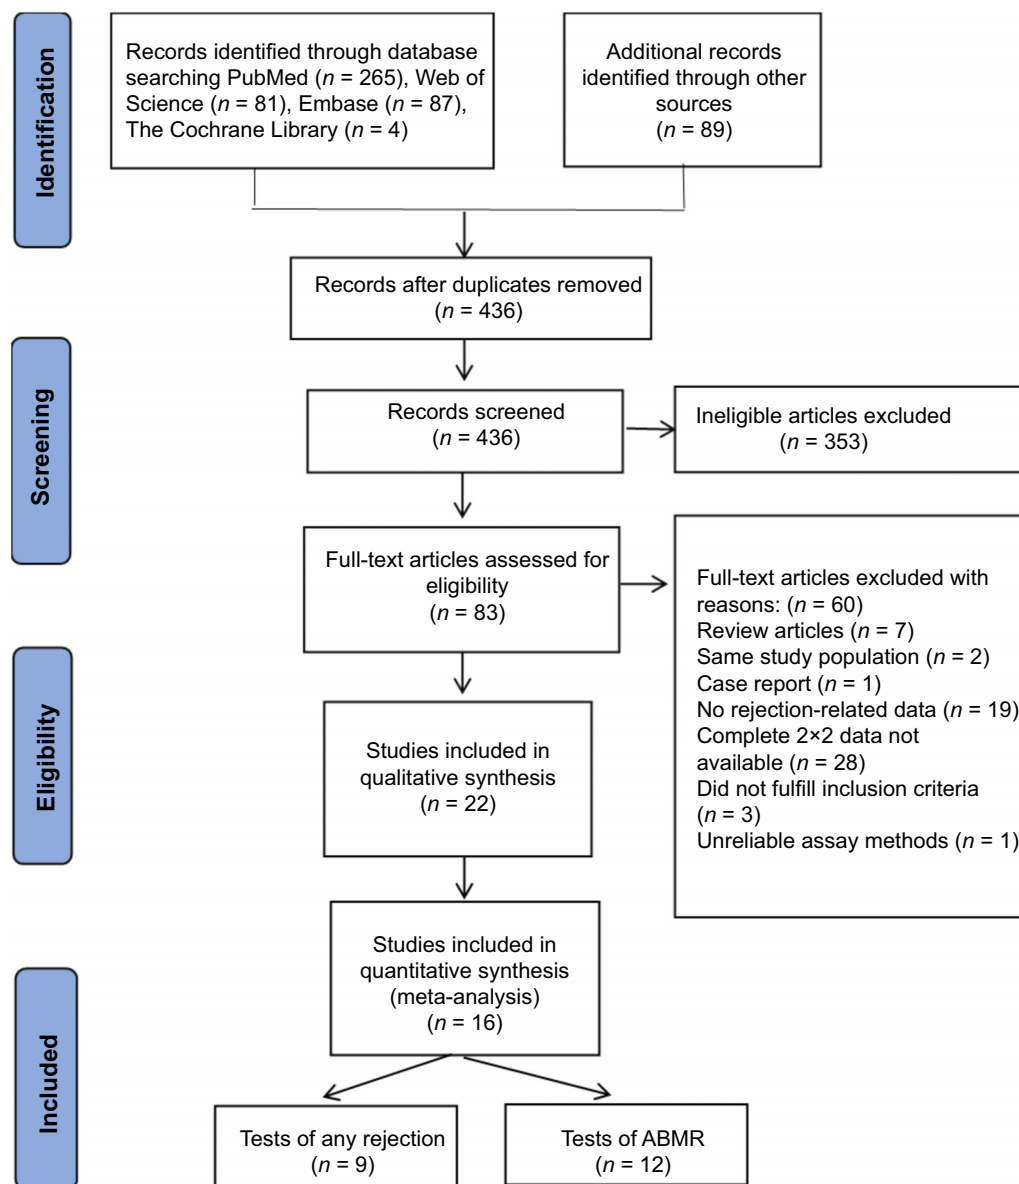 Identification
Records identified through database
searching PubMed (n = 265), Web of
Science (n = 81), Embase (n = 87),
The Cochrane Library (n = 4)
Additional records
identified through other
sources
(n = 89)
Records after duplicates removed
(n = 436)
Screening
Records screened
(n = 436)
Ineligible articles excluded
(n = 353)
Full-text articles assessed for
eligibility
(n = 83)
Full-text articles excluded with
reasons: (n = 60)
Review articles (n = 7)
Same study population (n = 2)
Case report (n = 1)
No rejection-related data (n = 19)
Complete 2×2 data not
available (n = 28)
Did not fulfill inclusion criteria
(n = 3)
Unreliable assay methods (n = 1)
Eligibility
Studies included in
qualitative synthesis
(n = 22)
Studies included in
quantitative synthesis
(meta-analysis)
(n = 16)
Included
Tests of any rejection
(n = 9)
Tests of ABMR
(n = 12)